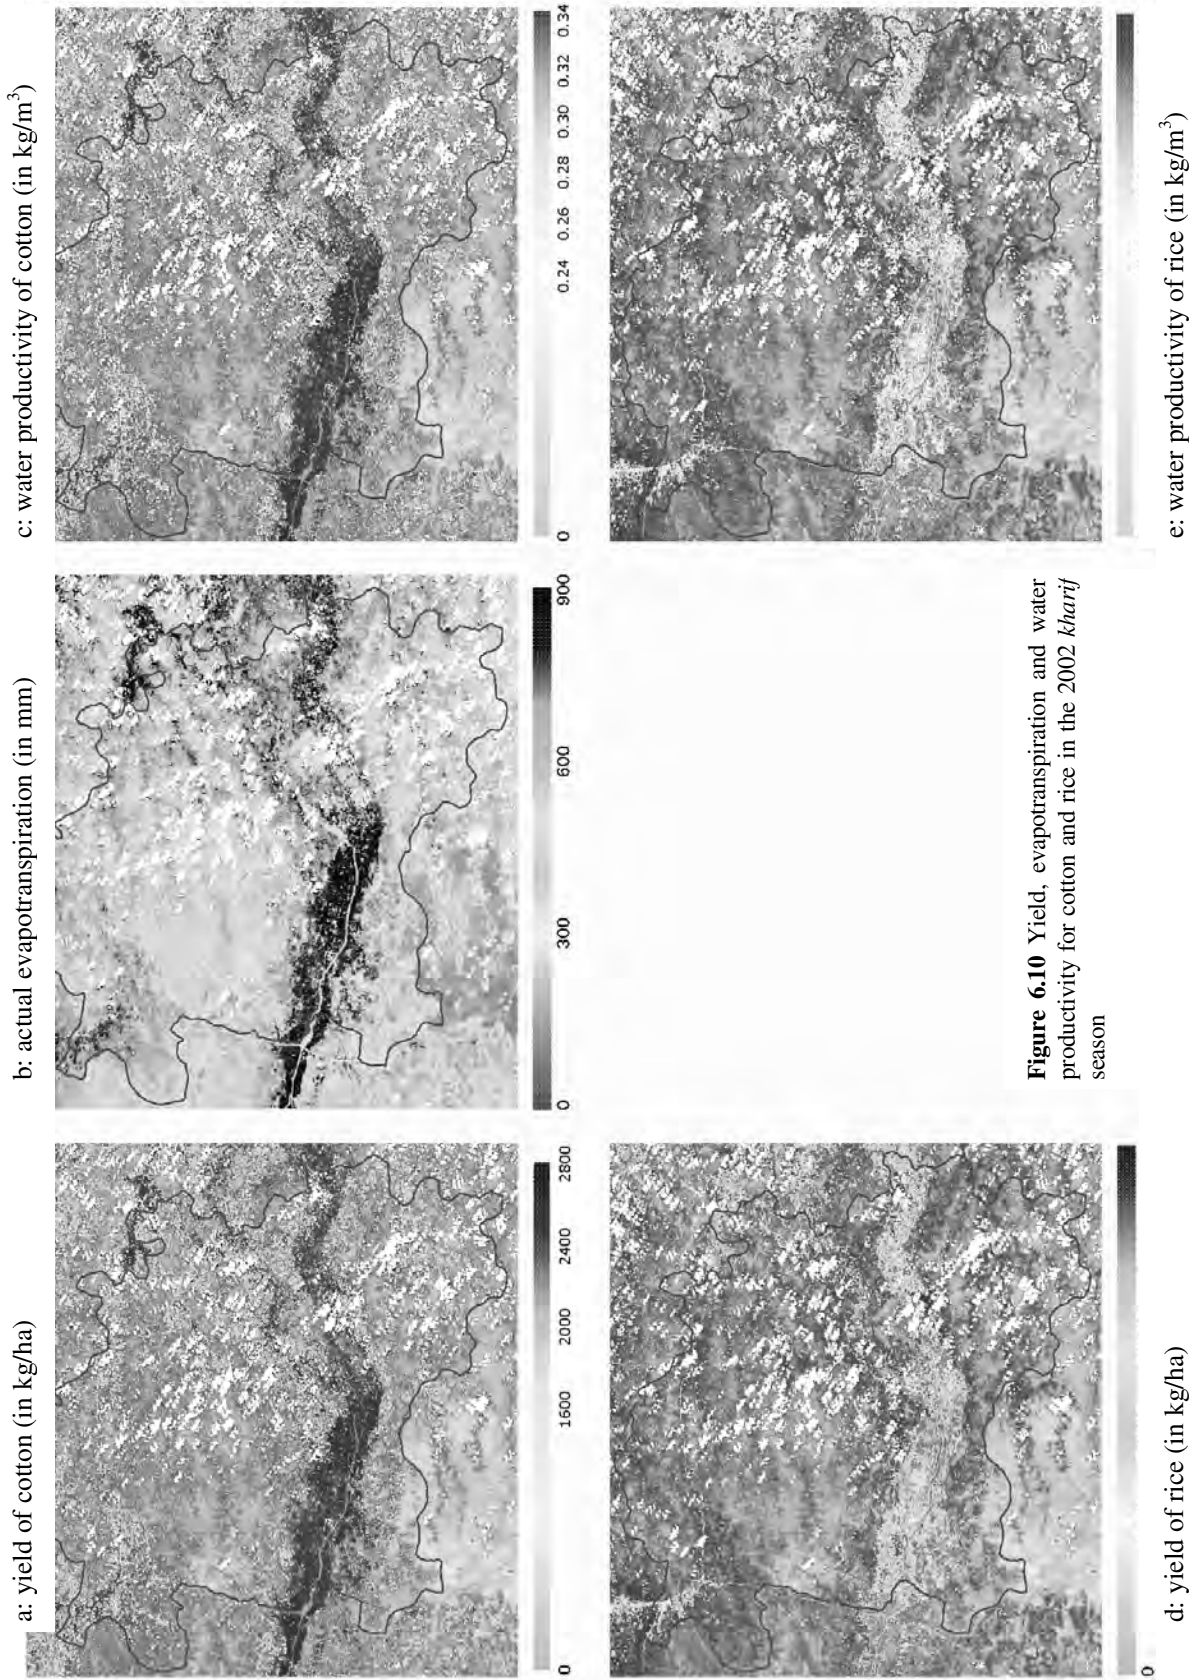 a: yield of cotton (in kg/ha)
0 1600 2000 2400 2800
b: actual evapotranspiration (in mm)
0 300 600 900
c: water productivity of cotton (in kg/m³)
0 0.24 0.26 0.28 0.30 0.32 0.34
d: yield of rice (in kg/ha)
0
Figure 6.10 Yield, evapotranspiration and water
productivity for cotton and rice in the 2002 kharif
season
e: water productivity of rice (in kg/m³)